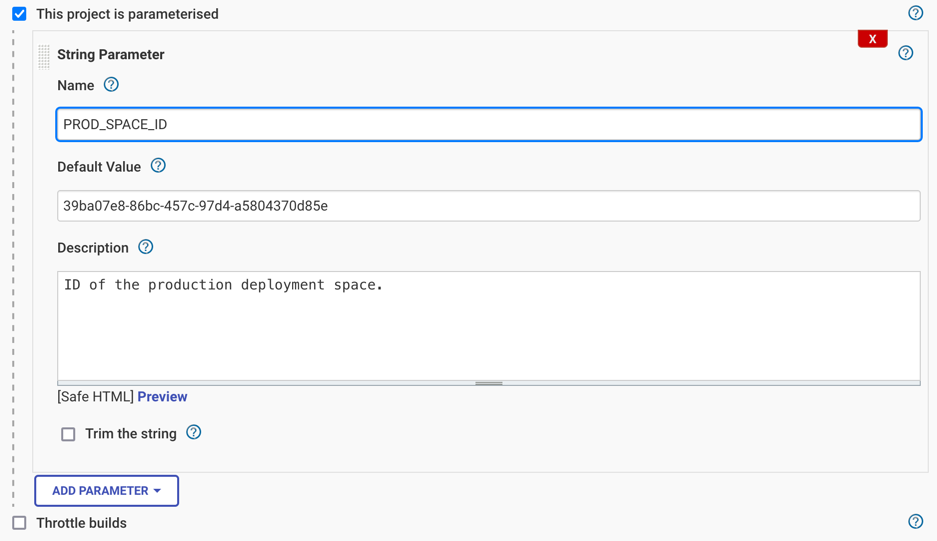 This project is parameterised
?
X
String Parameter
?
Name ?
PROD_SPACE_ID
Default Value ?
39ba07e8-86bc-457c-97d4-a5804370d85e
Description ?
ID of the production deployment space.
[Safe HTML] Preview
Trim the string ?
ADD PARAMETER
Throttle builds
?